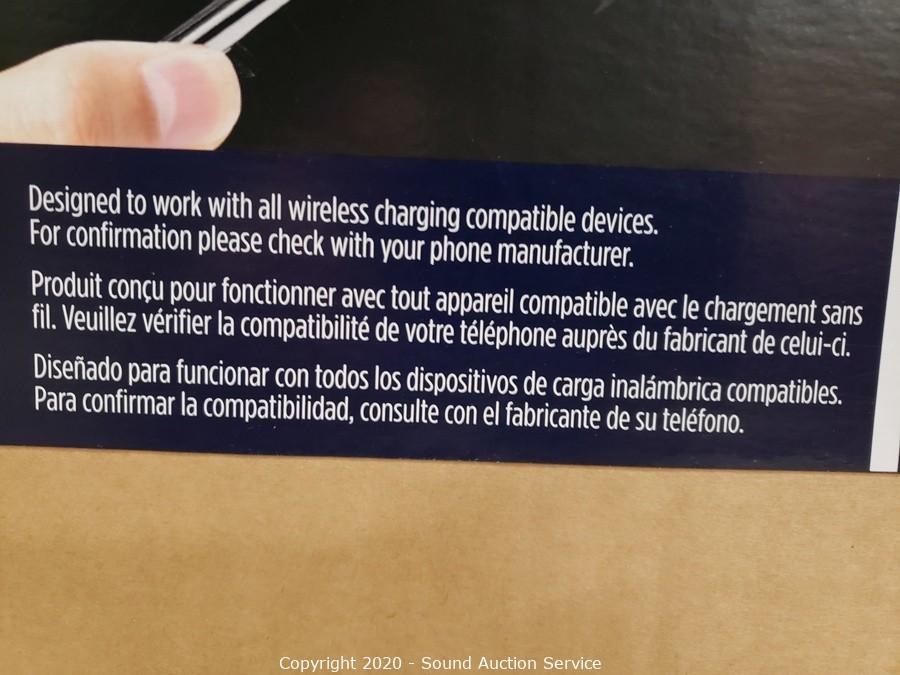 Designed to work with all wireless charging compatible devices.
For confirmation please check with your phone manufacturer.
Produit conçu pour fonctionner avec tout appareil compatible avec le chargement sans
fil. Veuillez vérifier la compatibilité de votre téléphone auprès du fabricant de celui-ci.
Diseñado para funcionar con todos los dispositivos de carga inalámbrica compatibles.
Para confirmar la compatibilidad, consulte con el fabricante de su teléfono.
Copyright 2020 - Sound Auction Service